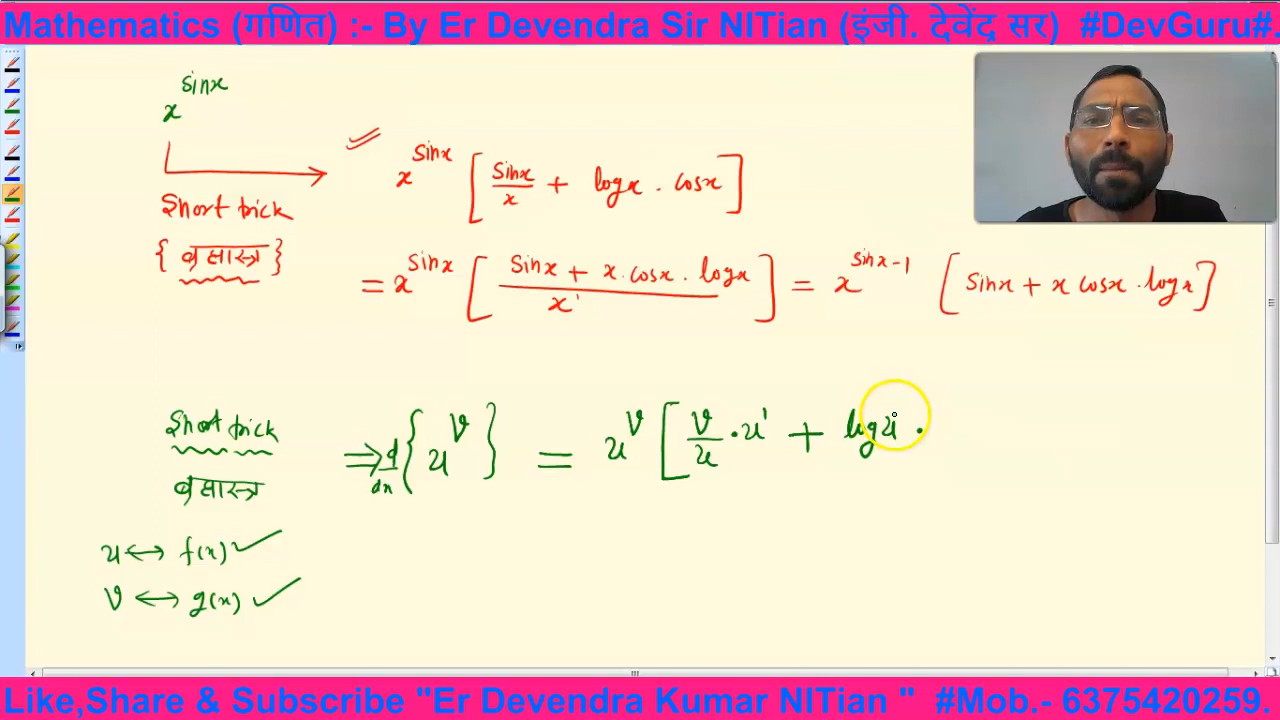 Mathematics (गणित) :- By Er Devendra Sir NITian (इंजी. देवेंद्र सर) #DevGuru#.
x^sinx
x^sinx [ sinx/x + logx . cosx ]
Short trick
{ ब्रह्मास्त्र }
= x^sinx [ (sinx + x.cosx.logx)/x¹ ] = x^sinx-1 [ sinx + x cosx.logx ]
Short trick
ब्रह्मास्त्र
⇒ d/dx { u^v } = u^v [ v/u . u' + log u .
u ↔ f(x) ✓
v ↔ g(x) ✓
Like,Share & Subscribe "Er Devendra Kumar NITian " #Mob.- 6375420259.